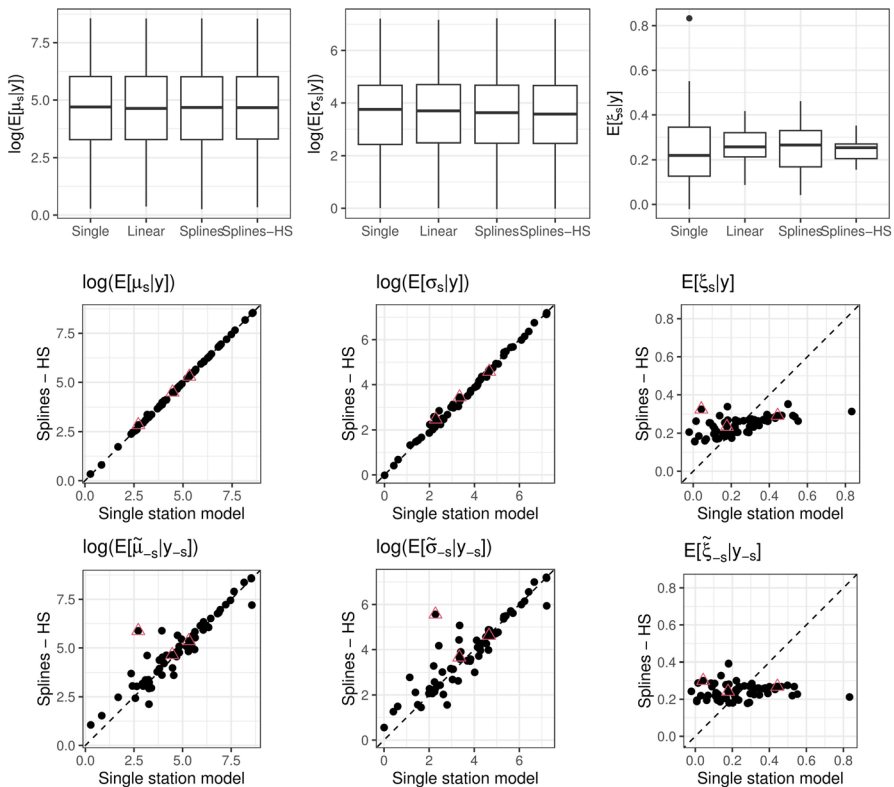 log(E[μₛ|y])
7.5
5.0
2.5
0.0
Single Linear Splines Splines−HS
log(E[σₛ|y])
6
4
2
0
Single Linear Splines Splines−HS
E[ξₛ|y]
0.8
0.6
0.4
0.2
0.0
Single Linear Splines Splines−HS
log(E[μₛ|y])
Splines − HS
7.5
5.0
2.5
0.0
0.0 2.5 5.0 7.5
Single station model
log(E[σₛ|y])
Splines − HS
6
4
2
0
0 2 4 6
Single station model
E[ξₛ|y]
Splines − HS
0.8
0.6
0.4
0.2
0.0
0.0 0.2 0.4 0.6 0.8
Single station model
log(E[μ̃₋ₛ|y₋ₛ])
Splines − HS
7.5
5.0
2.5
0.0
0.0 2.5 5.0 7.5
Single station model
log(E[σ̃₋ₛ|y₋ₛ])
Splines − HS
6
4
2
0
0 2 4 6
Single station model
E[ξ̃₋ₛ|y₋ₛ]
Splines − HS
0.8
0.6
0.4
0.2
0.0
0.0 0.2 0.4 0.6 0.8
Single station model